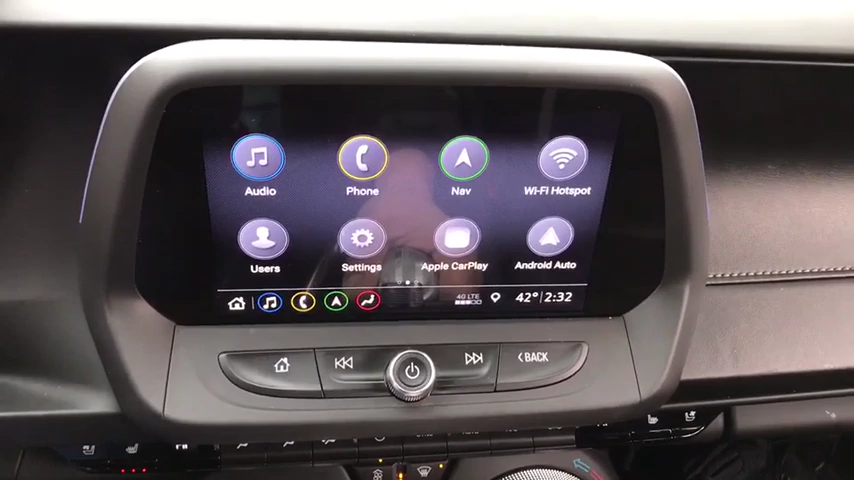 Audio
Phone
Nav
Wi-Fi Hotspot
Users
Settings
Apple CarPlay
Android Auto
4G LTE
42° 2:32
BACK